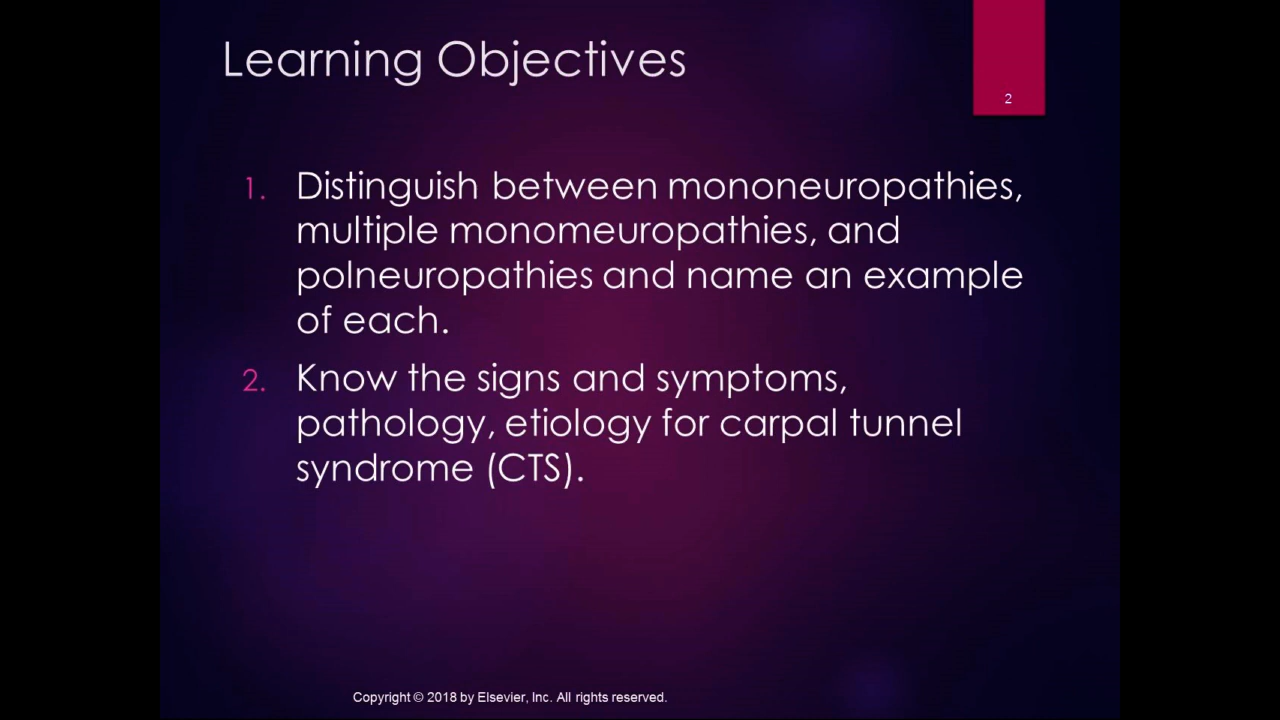 Learning Objectives
2
1. Distinguish between mononeuropathies,
multiple monomeuropathies, and
polneuropathies and name an example
of each.
2. Know the signs and symptoms,
pathology, etiology for carpal tunnel
syndrome (CTS).
Copyright © 2018 by Elsevier, Inc. All rights reserved.